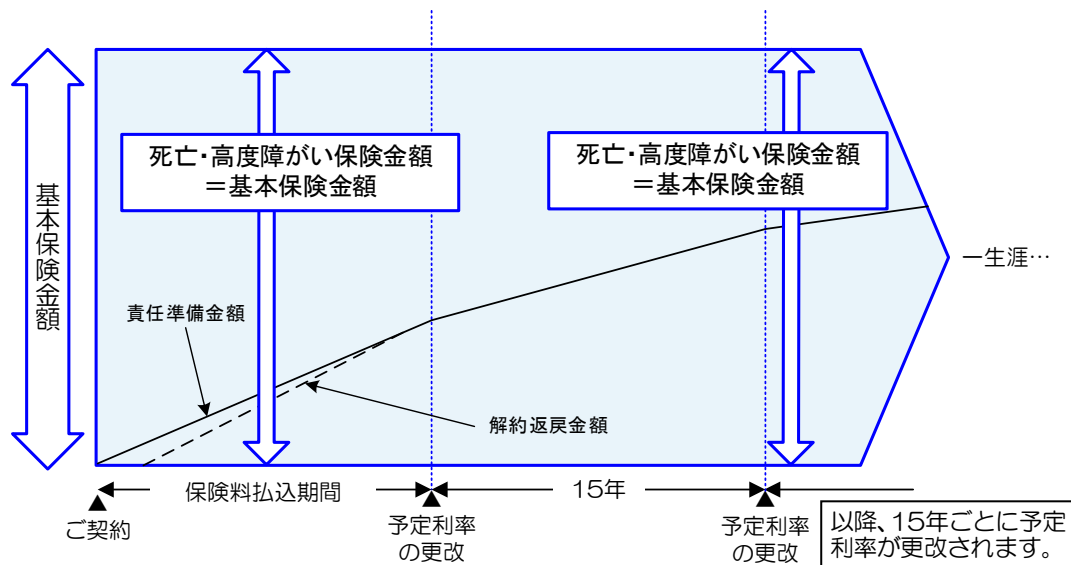 基本保険金額
死亡・高度障がい保険金額
＝基本保険金額
死亡・高度障がい保険金額
＝基本保険金額
一生涯…
責任準備金額
解約返戻金額
保険料払込期間
15年
ご契約
予定利率
の更改
予定利率
の更改
以降、15年ごとに予定
利率が更改されます。